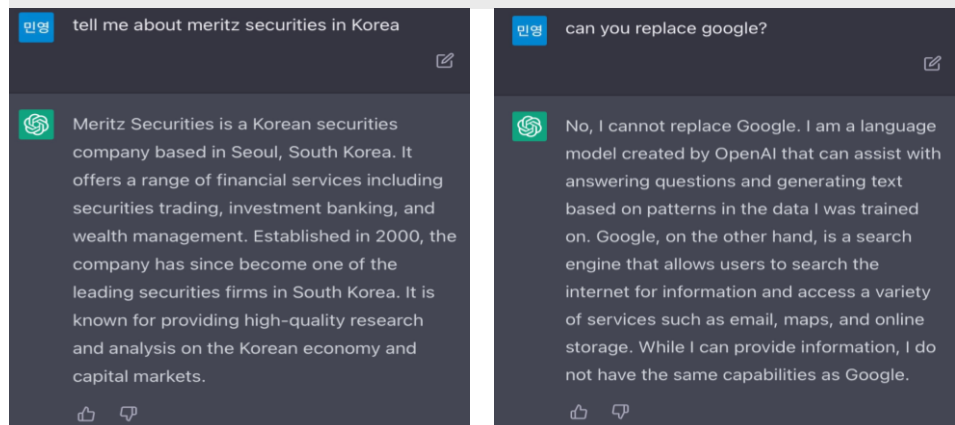 민영
tell me about meritz securities in Korea
Meritz Securities is a Korean securities
company based in Seoul, South Korea. It
offers a range of financial services including
securities trading, investment banking, and
wealth management. Established in 2000, the
company has since become one of the
leading securities firms in South Korea. It is
known for providing high-quality research
and analysis on the Korean economy and
capital markets.
민영
can you replace google?
No, I cannot replace Google. I am a language
model created by OpenAI that can assist with
answering questions and generating text
based on patterns in the data I was trained
on. Google, on the other hand, is a search
engine that allows users to search the
internet for information and access a variety
of services such as email, maps, and online
storage. While I can provide information, I do
not have the same capabilities as Google.